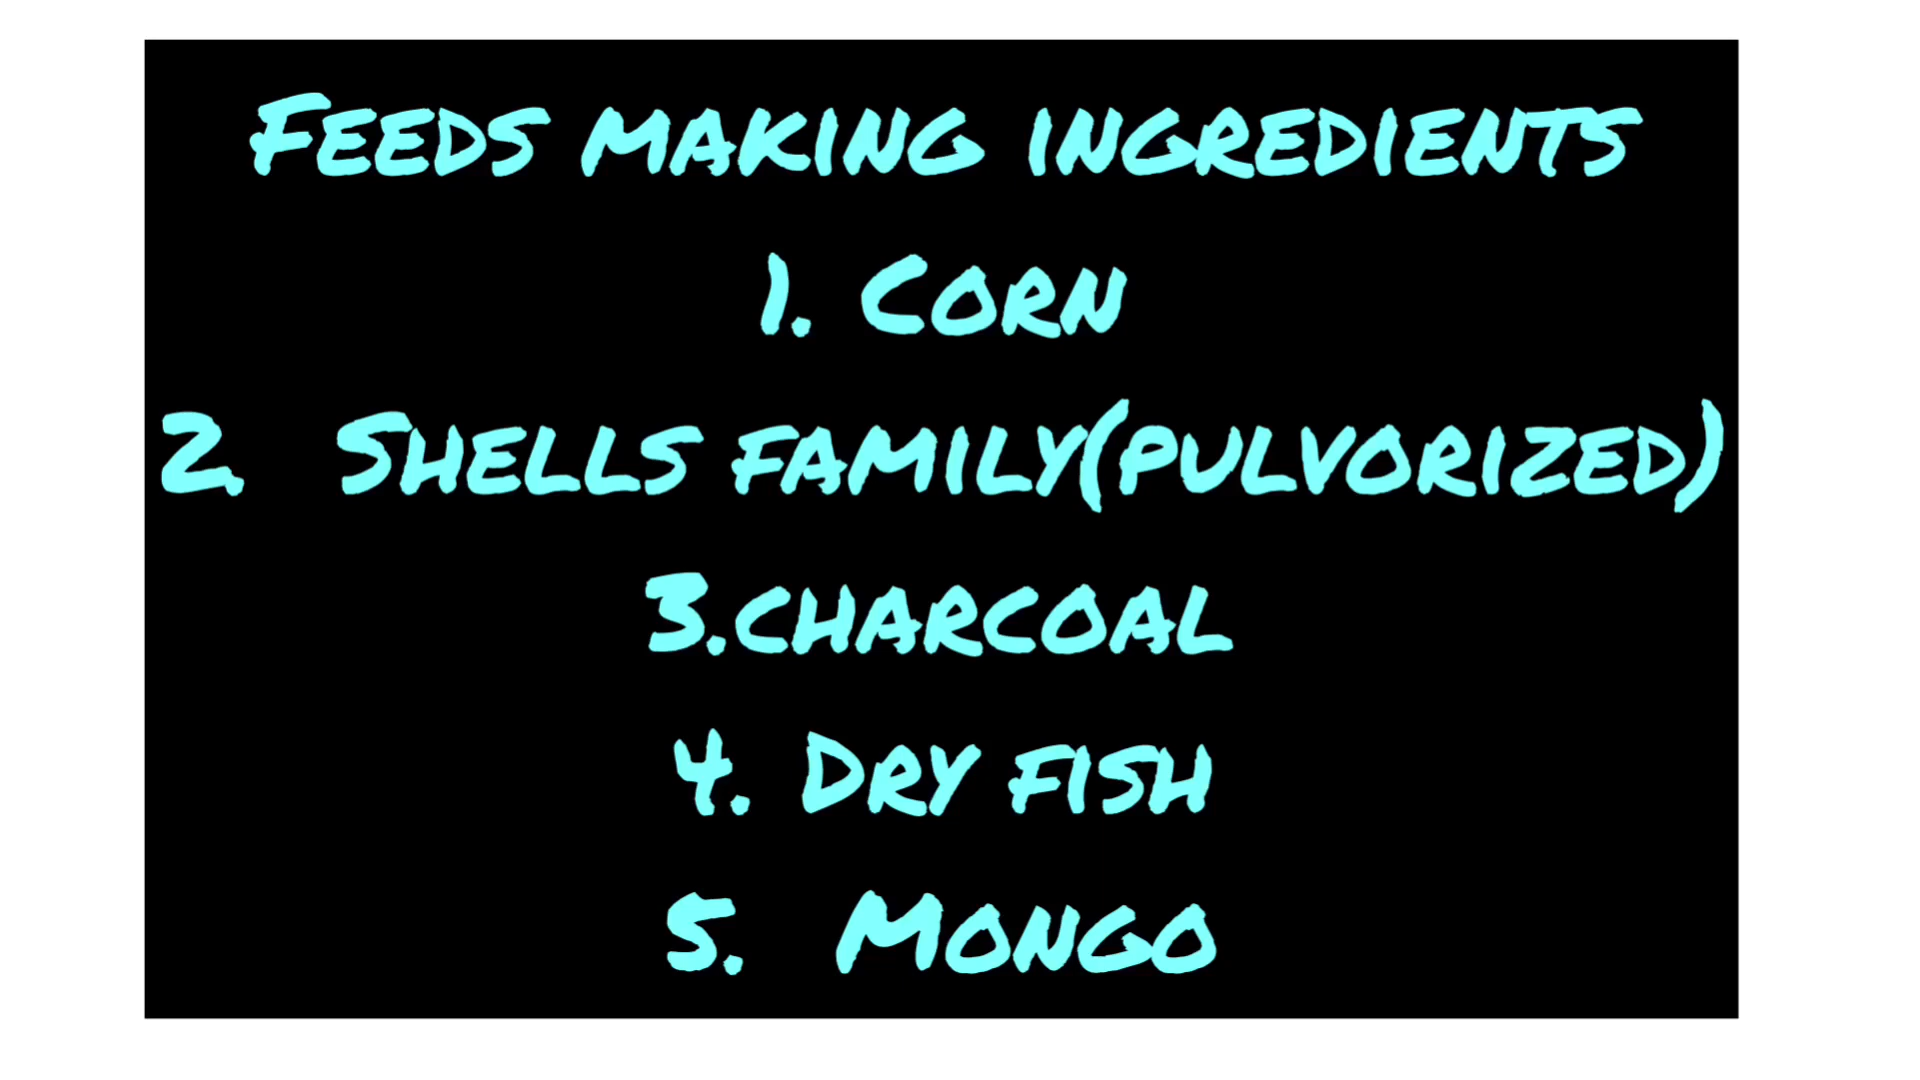 Feeds making ingredients
1. Corn
2. Shells family(pulvorized)
3.charcoal
4. Dry fish
5. Mongo